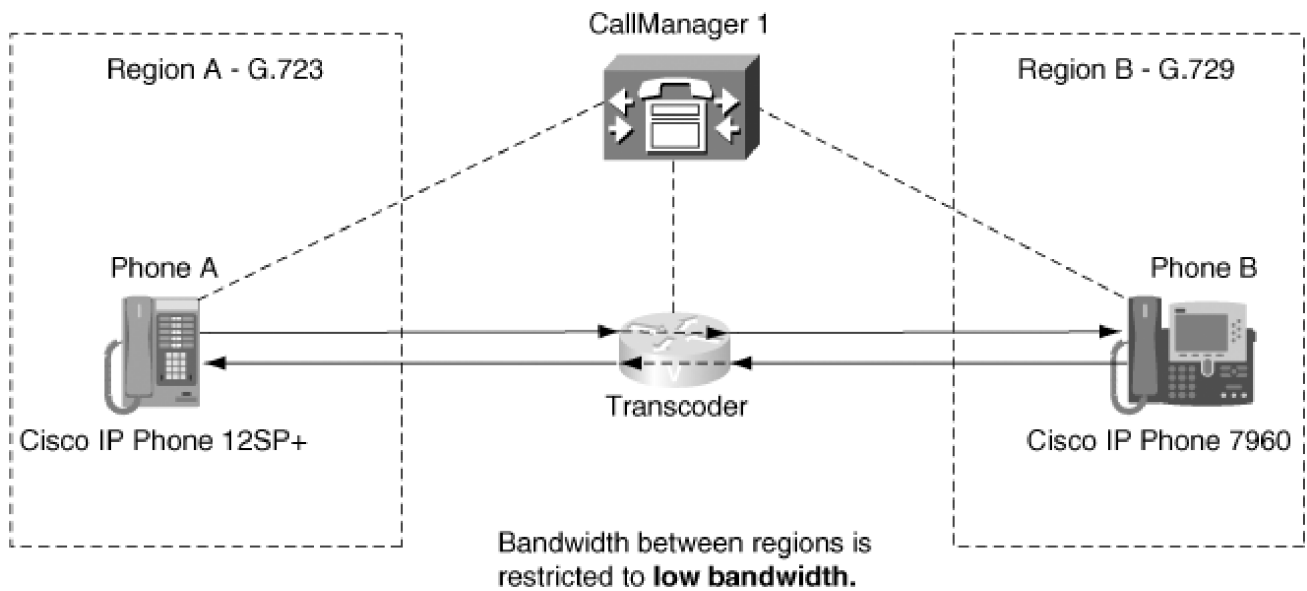 CallManager 1
Region A - G.723
Region B - G.729
Phone A
Phone B
V
Transcoder
Cisco IP Phone 12SP+
Cisco IP Phone 7960
Bandwidth between regions is
restricted to low bandwidth.